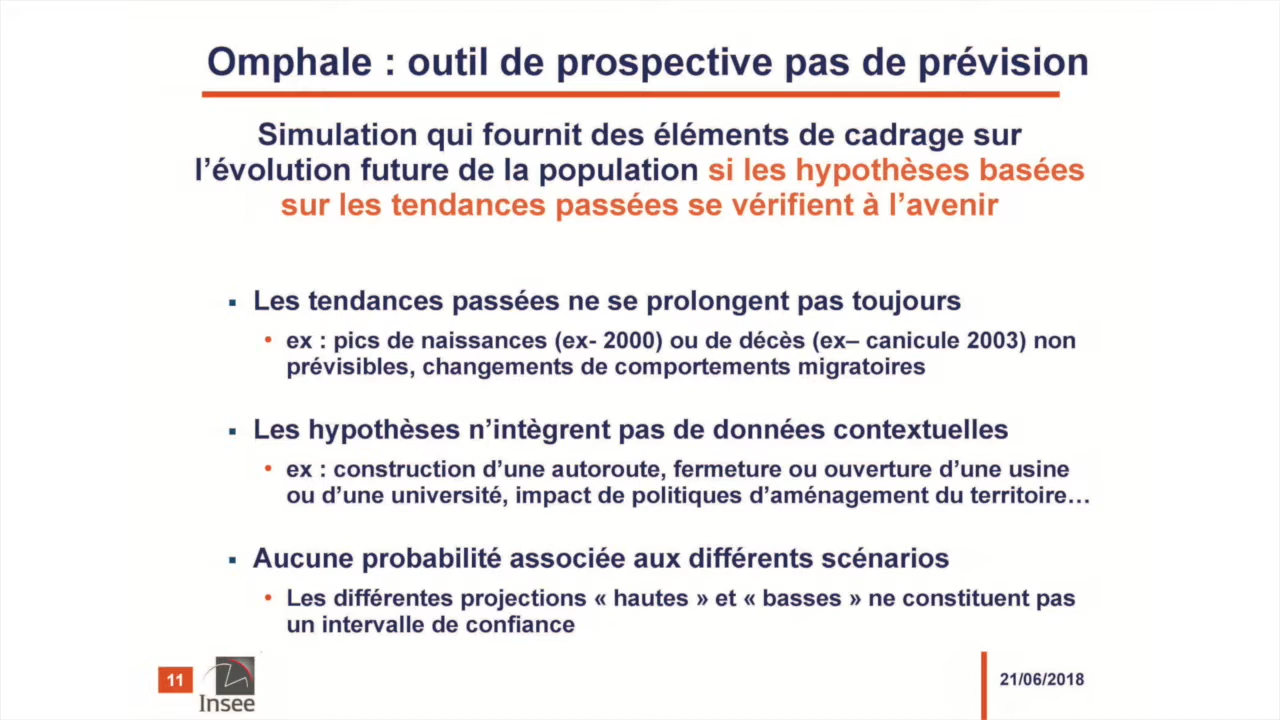 Omphale : outil de prospective pas de prévision
Simulation qui fournit des éléments de cadrage sur
l’évolution future de la population si les hypothèses basées
sur les tendances passées se vérifient à l’avenir
▪ Les tendances passées ne se prolongent pas toujours
• ex : pics de naissances (ex- 2000) ou de décès (ex– canicule 2003) non
prévisibles, changements de comportements migratoires
▪ Les hypothèses n’intègrent pas de données contextuelles
• ex : construction d’une autoroute, fermeture ou ouverture d’une usine
ou d’une université, impact de politiques d’aménagement du territoire…
▪ Aucune probabilité associée aux différents scénarios
• Les différentes projections « hautes » et « basses » ne constituent pas
un intervalle de confiance
11
Insee
21/06/2018